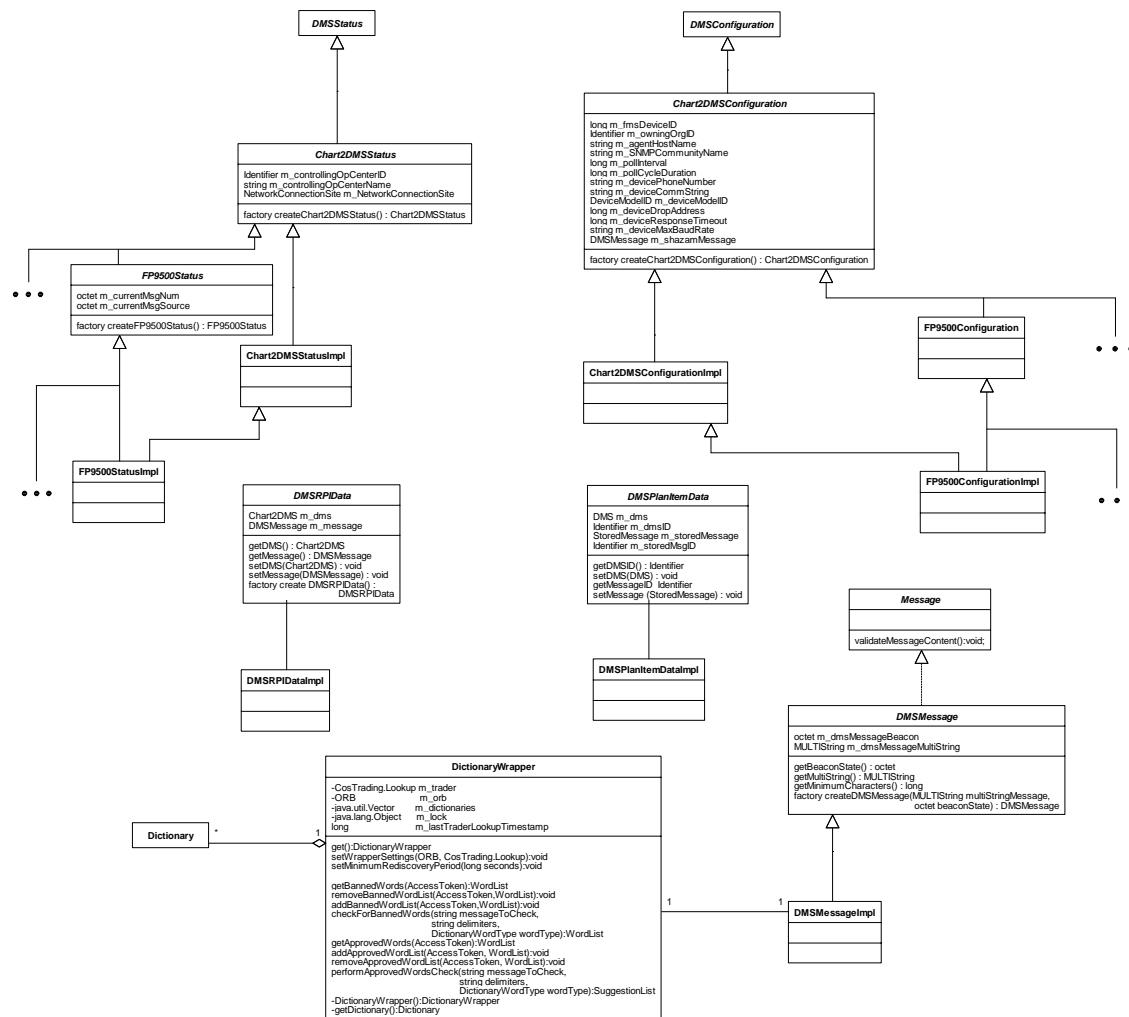 DMSStatus
DMSConfiguration
Chart2DMSStatus
Identifier m_controllingOpCenterID
string m_controllingOpCenterName
NetworkConnectionSite m_NetworkConnectionSite
factory createChart2DMSStatus() : Chart2DMSStatus
Chart2DMSConfiguration
long m_fmsDeviceID
Identifier m_owningOrgID
string m_agentHostName
string m_SNMPCommunityName
long m_pollInterval
long m_pollCycleDuration
string m_devicePhoneNumber
string m_deviceCommString
DeviceModelID m_deviceModelID
long m_deviceDropAddress
long m_deviceResponseTimeout
string m_deviceMaxBaudRate
DMSMessage m_shazamMessage
factory createChart2DMSConfiguration() : Chart2DMSConfiguration
FP9500Status
octet m_currentMsgNum
octet m_currentMsgSource
factory createFP9500Status() : FP9500Status
Chart2DMSStatusImpl
FP9500StatusImpl
Chart2DMSConfigurationImpl
FP9500Configuration
FP9500ConfigurationImpl
DMSRPIData
Chart2DMS m_dms
DMSMessage m_message
getDMS() : Chart2DMS
getMessage() : DMSMessage
setDMS(Chart2DMS) : void
setMessage(DMSMessage) : void
factory create DMSRPIData() :
DMSRPIData
DMSRPIDataImpl
DMSPlanItemData
DMS m_dms
Identifier m_dmsID
StoredMessage m_storedMessage
Identifier m_storedMsgID
getDMSID() : Identifier
setDMS(DMS) : void
getMessageID Identifier
setMessage (StoredMessage) : void
DMSPlanItemDataImpl
Message
validateMessageContent():void;
DMSMessage
octet m_dmsMessageBeacon
MULTIString m_dmsMessageMultiString
getBeaconState() : octet
getMultiString() : MULTIString
getMinimumCharacters() : long
factory createDMSMessage(MULTIString multiStringMessage,
octet beaconState) : DMSMessage
DMSMessageImpl
DictionaryWrapper
-CosTrading.Lookup m_trader
-ORB m_orb
-java.util.Vector m_dictionaries
-java.lang.Object m_lock
long m_lastTraderLookupTimestamp
get():DictionaryWrapper
setWrapperSettings(ORB, CosTrading.Lookup):void
setMinimumRediscoveryPeriod(long seconds):void
getBannedWords(AccessToken):WordList
removeBannedWordList(AccessToken,WordList):void
addBannedWordList(AccessToken,WordList):void
checkForBannedWords(string messageToCheck,
string delimiters,
DictionaryWordType wordType):WordList
getApprovedWords(AccessToken):WordList
addApprovedWordList(AccessToken, WordList):void
removeApprovedWordList(AccessToken, WordList):void
performApprovedWordsCheck(string messageToCheck,
string delimiters,
DictionaryWordType wordType):SuggestionList
-DictionaryWrapper():DictionaryWrapper
-getDictionary():Dictionary
Dictionary
*
1
1
1